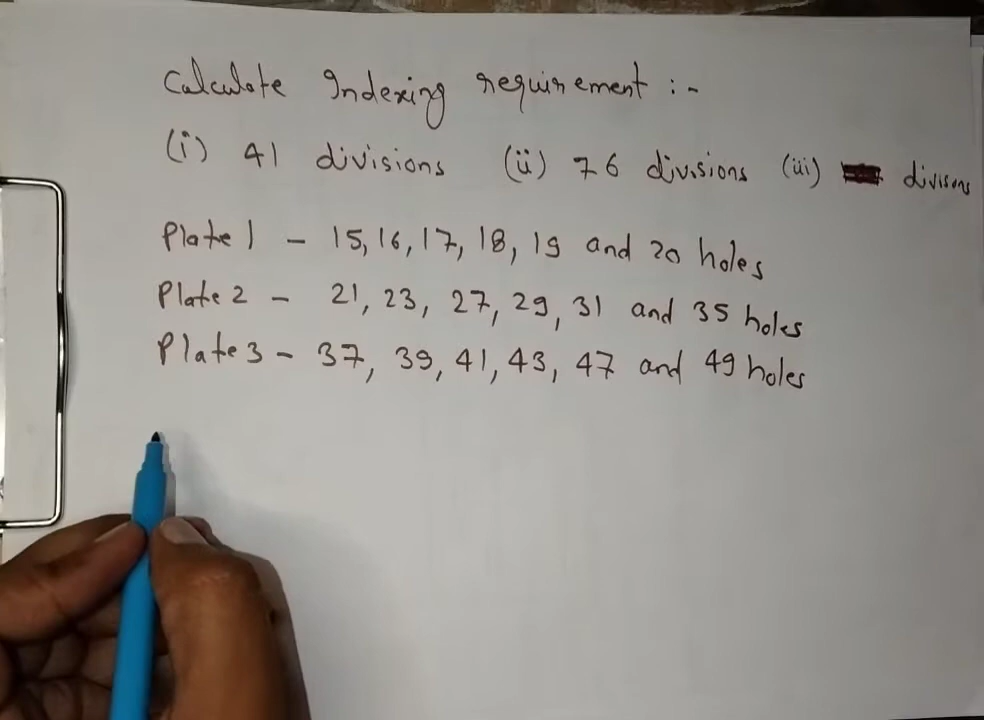 Calculate Indexing requirement :-
(i) 41 divisions (ii) 76 divisions (iii) divisons
Plate 1 - 15, 16, 17, 18, 19 and 20 holes
Plate 2 - 21, 23, 27, 29, 31 and 35 holes
Plate 3 - 37, 39, 41, 43, 47 and 49 holes